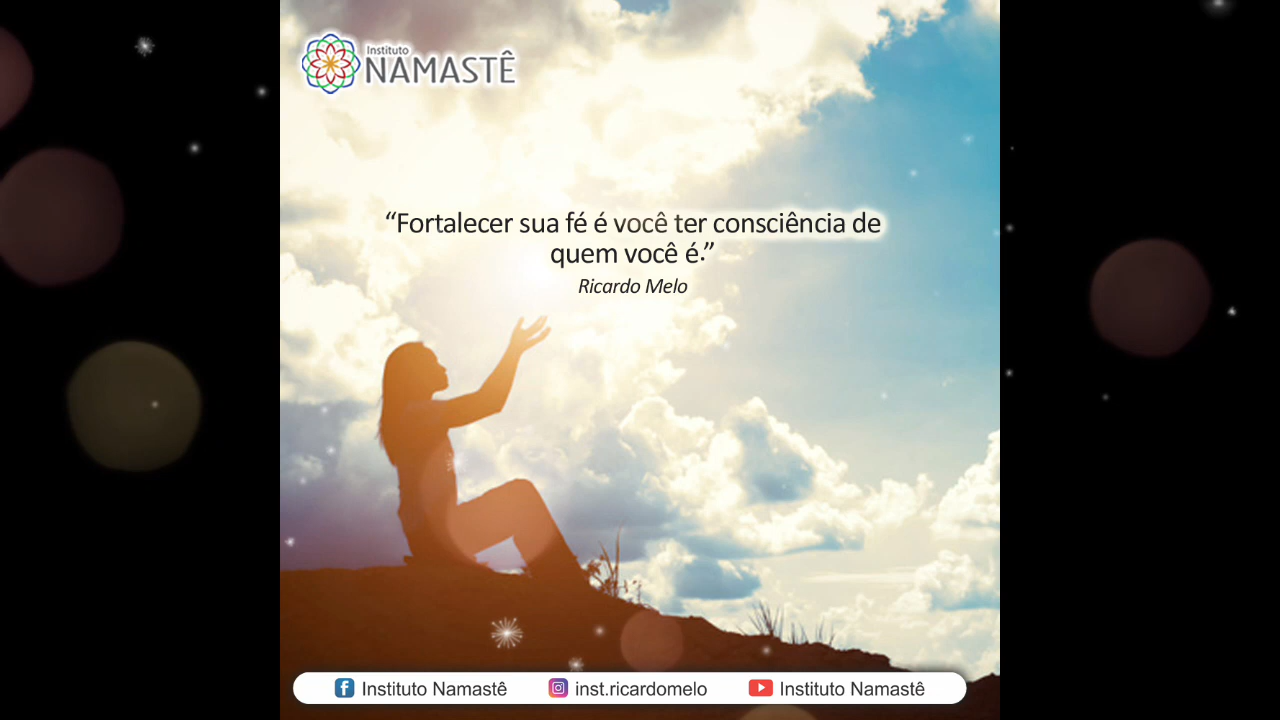 Instituto
NAMASTÊ
“Fortalecer sua fé é você ter consciência de
quem você é.”
Ricardo Melo
Instituto Namastê inst.ricardomelo Instituto Namastê